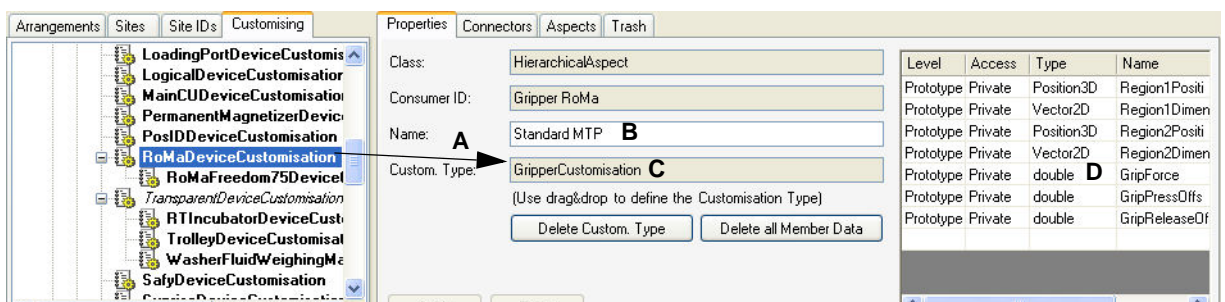 Arrangements Sites Site IDs Customising
LoadingPortDeviceCustomis
LogicalDeviceCustomisation
MainCUDeviceCustomisation
PermanentMagnetizerDevic
PosIDDeviceCustomisation
RoMaDeviceCustomisation
RoMaFreedom75Device
TransparentDeviceCustomisation
RTIncubatorDeviceCust
TrolleyDeviceCustomisat
WasherFluidWeighingMa
SafyDeviceCustomisation
A
Properties Connectors Aspects Trash
Class: HierarchicalAspect
Consumer ID: Gripper RoMa
Name: Standard MTP B
Custom. Type: GripperCustomisation C
(Use drag&drop to define the Customisation Type)
Delete Custom. Type Delete all Member Data
Level Access Type Name
Prototype Private Position3D Region1Positi
Prototype Private Vector2D Region1Dimen
Prototype Private Position3D Region2Positi
Prototype Private Vector2D Region2Dimen
Prototype Private double D GripForce
Prototype Private double GripPressOffs
Prototype Private double GripReleaseOf